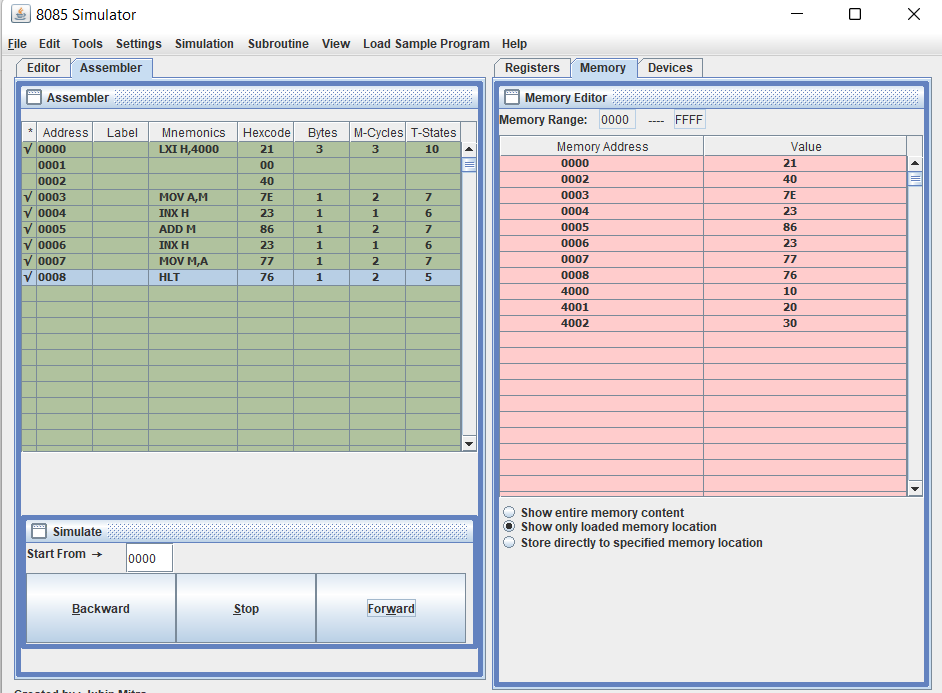 8085 Simulator
File Edit Tools Settings Simulation Subroutine View Load Sample Program Help
Editor Assembler
Assembler
* Address Label Mnemonics Hexcode Bytes M-Cycles T-States
√ 0000 LXI H,4000 21 3 3 10
0001 00
0002 40
√ 0003 MOV A,M 7E 1 2 7
√ 0004 INX H 23 1 1 6
√ 0005 ADD M 86 1 2 7
√ 0006 INX H 23 1 1 6
√ 0007 MOV M,A 77 1 2 7
√ 0008 HLT 76 1 2 5
Simulate
Start From → 0000
Backward Stop Forward
Registers Memory Devices
Memory Editor
Memory Range: 0000 ---- FFFF
Memory Address Value
0000 21
0002 40
0003 7E
0004 23
0005 86
0006 23
0007 77
0008 76
4000 10
4001 20
4002 30
Show entire memory content
Show only loaded memory location
Store directly to specified memory location
Created by : Jubin Mitra